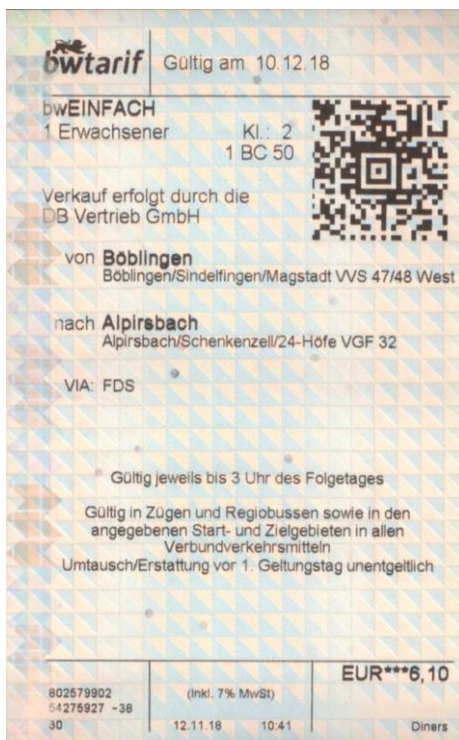 bwtarif
Gültig am 10.12.18
bwEINFACH
1 Erwachsener Kl.: 2
1 BC 50
Verkauf erfolgt durch die
DB Vertrieb GmbH
von Böblingen
Böblingen/Sindelfingen/Magstadt VVS 47/48 West
nach Alpirsbach
Alpirsbach/Schenkenzell/24-Höfe VGF 32
VIA: FDS
Gültig jeweils bis 3 Uhr des Folgetages
Gültig in Zügen und Regiobussen sowie in den
angegebenen Start- und Zielgebieten in allen
Verbundverkehrsmitteln
Umtausch/Erstattung vor 1. Geltungstag unentgeltlich
EUR***6,10
802579902 (inkl. 7% MwSt)
54275927 -38
30 12.11.18 10:41 Diners